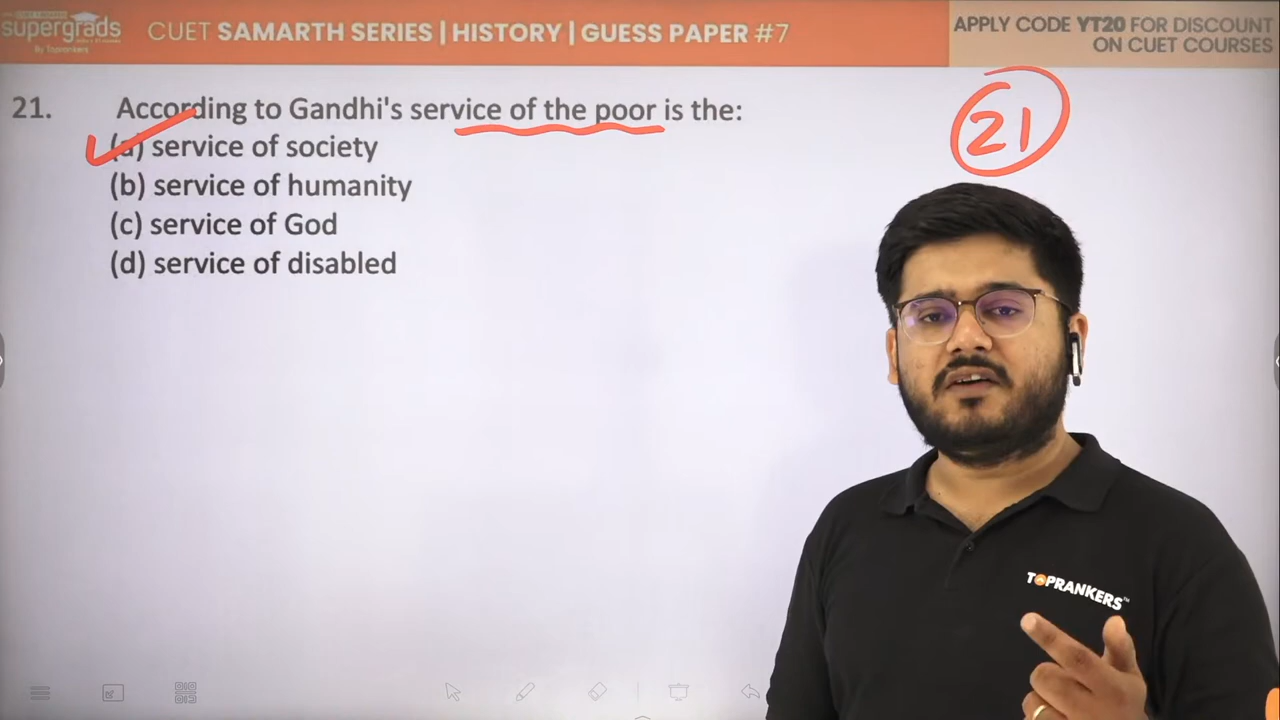 supergrads
By Toprankers
CUET SAMARTH SERIES | HISTORY | GUESS PAPER #7
APPLY CODE YT20 FOR DISCOUNT
ON CUET COURSES
21. According to Gandhi's service of the poor is the:
(a) service of society
(b) service of humanity
(c) service of God
(d) service of disabled
21
TOPRANKERS